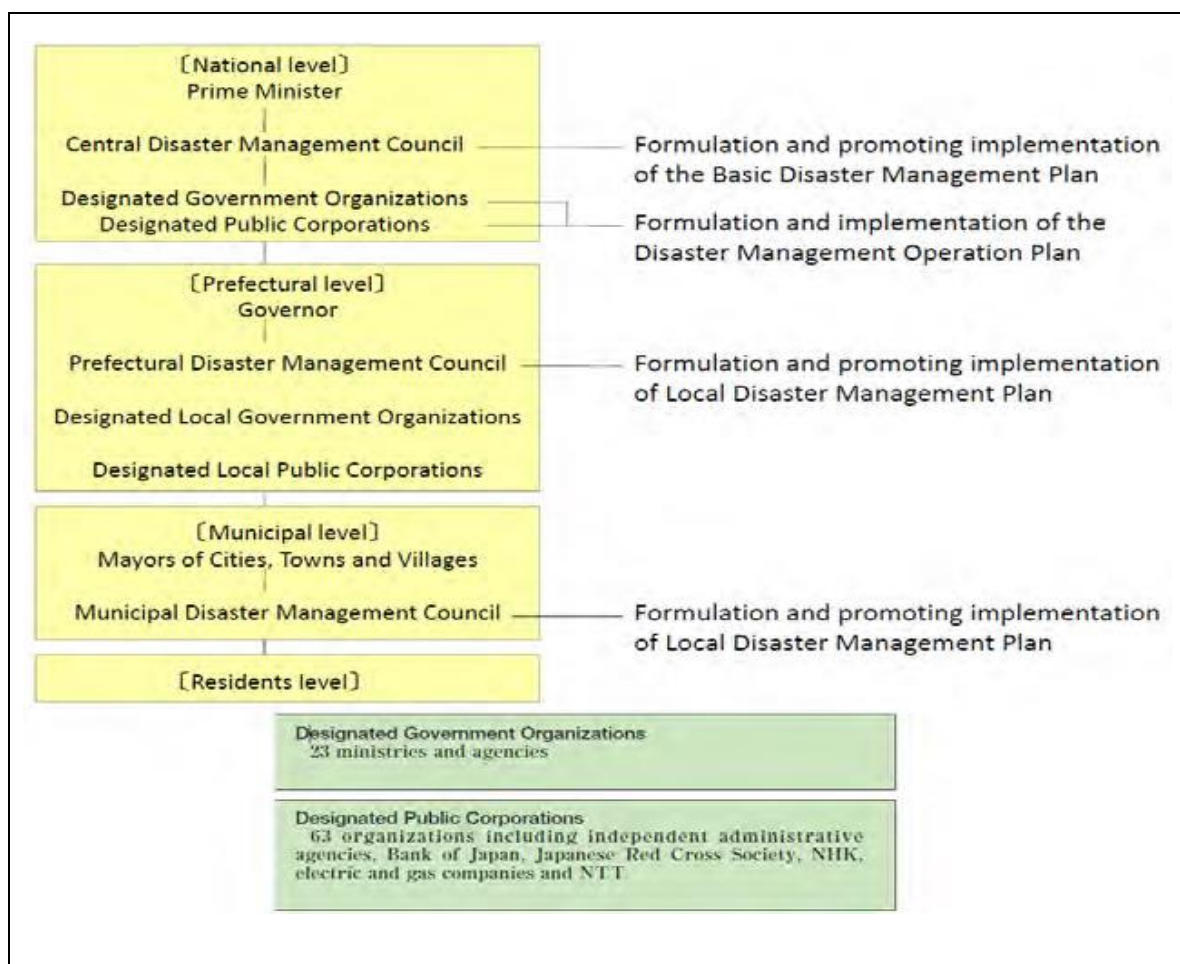 〔National level〕
Prime Minister
Central Disaster Management Council
Formulation and promoting implementation
of the Basic Disaster Management Plan
Designated Government Organizations
Designated Public Corporations
Formulation and implementation of the
Disaster Management Operation Plan
〔Prefectural level〕
Governor
Prefectural Disaster Management Council
Formulation and promoting implementation
of Local Disaster Management Plan
Designated Local Government Organizations
Designated Local Public Corporations
〔Municipal level〕
Mayors of Cities, Towns and Villages
Municipal Disaster Management Council
Formulation and promoting implementation
of Local Disaster Management Plan
〔Residents level〕
Designated Government Organizations
23 ministries and agencies
Designated Public Corporations
63 organizations including independent administrative
agencies, Bank of Japan, Japanese Red Cross Society, NHK,
electric and gas companies and NTT